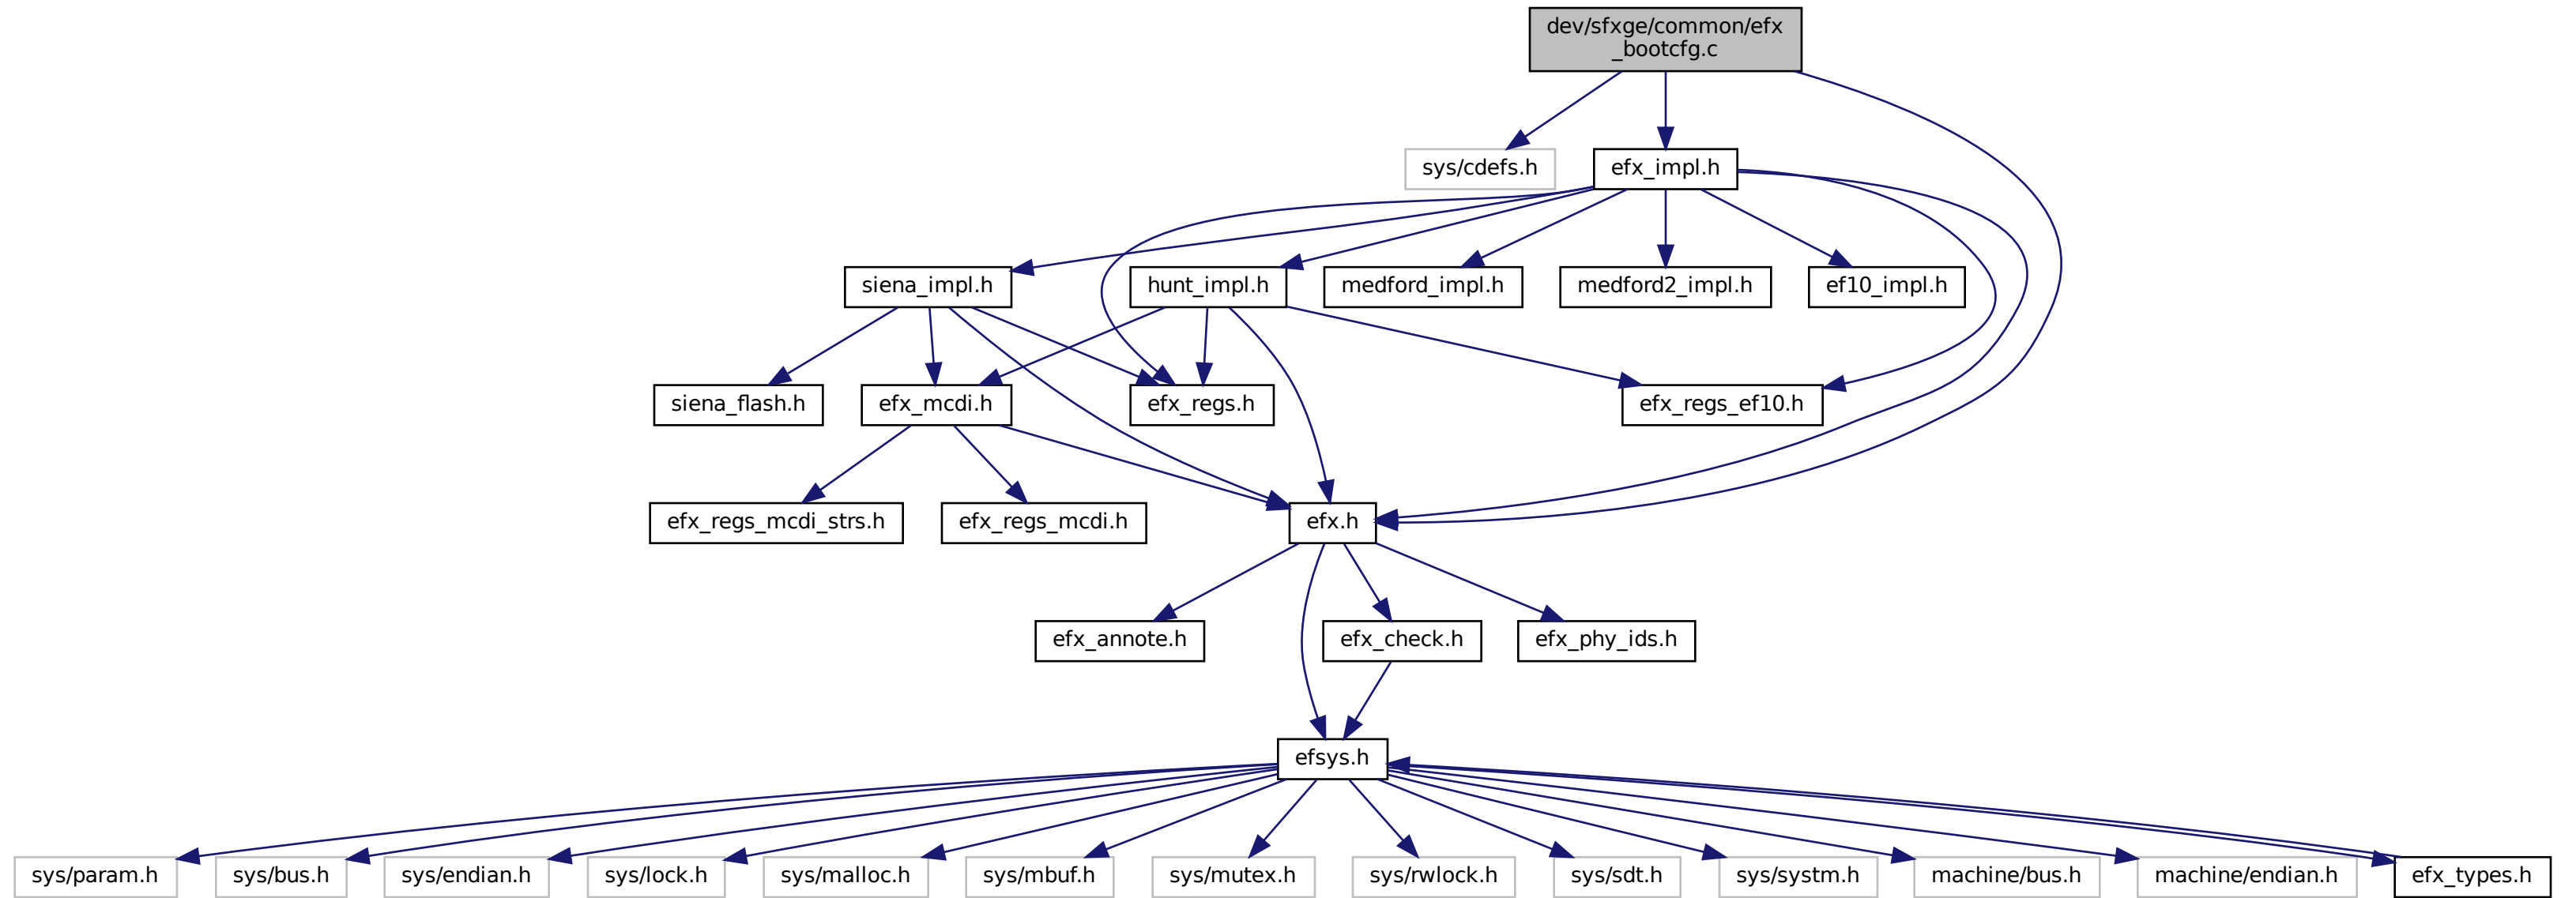 dev/sfxge/common/efx
_bootcfg.c
sys/cdefs.h
efx_impl.h
siena_impl.h
hunt_impl.h
medford_impl.h
medford2_impl.h
ef10_impl.h
siena_flash.h
efx_mcdi.h
efx_regs.h
efx_regs_ef10.h
efx_regs_mcdi_strs.h
efx_regs_mcdi.h
efx.h
efx_annote.h
efx_check.h
efx_phy_ids.h
efsys.h
sys/param.h
sys/bus.h
sys/endian.h
sys/lock.h
sys/malloc.h
sys/mbuf.h
sys/mutex.h
sys/rwlock.h
sys/sdt.h
sys/systm.h
machine/bus.h
machine/endian.h
efx_types.h